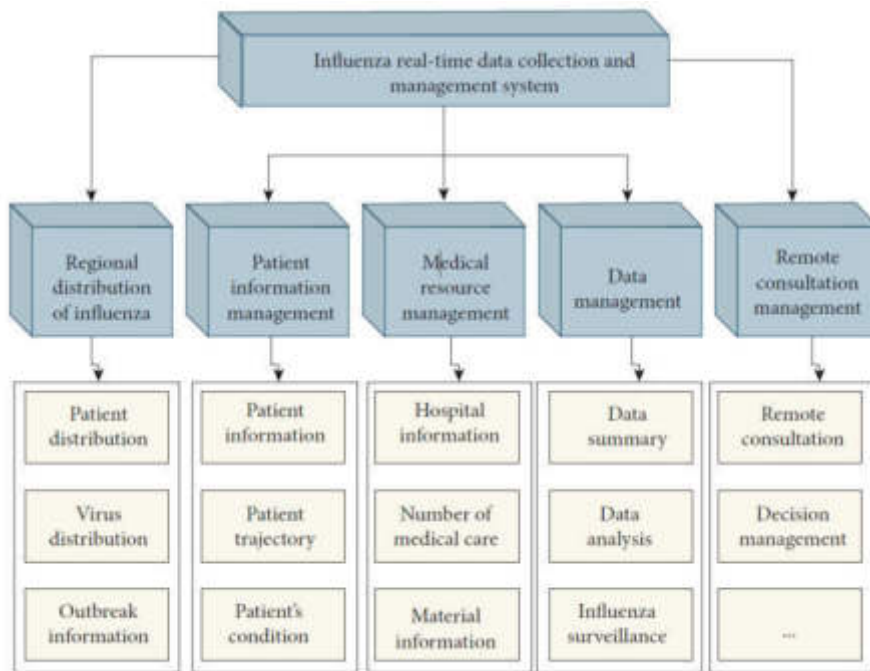 Influenza real-time data collection and
management system
Regional
distribution
of influenza
Patient
information
management
Medical
resource
management
Data
management
Remote
consultation
management
Patient
distribution
Virus
distribution
Outbreak
information
Patient
information
Patient
trajectory
Patient's
condition
Hospital
information
Number of
medical care
Material
information
Data
summary
Data
analysis
Influenza
surveillance
Remote
consultation
Decision
management
...